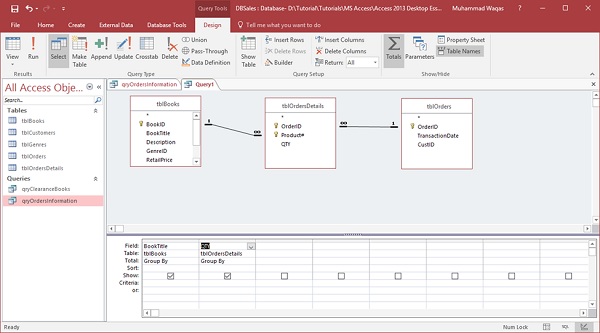 Query Tools
DBSales : Database- D:\Tutorial\Tutorials\MS Access\Access 2013 Desktop Ess...
Muhammad Waqas
File Home Create External Data Database Tools Design Tell me what you want to do
View
Run
Select
Make Table
Append
Update
Crosstab
Delete
Union
Pass-Through
Data Definition
Show Table
Insert Rows
Delete Rows
Builder
Insert Columns
Delete Columns
Return: All
Totals
Parameters
Property Sheet
Table Names
Results
Query Type
Query Setup
Show/Hide
All Access Obje...
Search...
Tables
tblBooks
tblCustomers
tblGenres
tblOrders
tblOrdersDetails
Queries
qryClearanceBooks
qryOrdersInformation
qryOrdersInformation
Query1
tblBooks
*
BookID
BookTitle
Description
GenreID
RetailPrice
1
∞
tblOrdersDetails
*
OrderID
Product#
QTY
∞
1
tblOrders
*
OrderID
TransactionDate
CustID
Field: BookTitle QTY
Table: tblBooks tblOrdersDetails
Total: Group By Group By
Sort:
Show:
Criteria:
or:
Ready
Num Lock
SQL